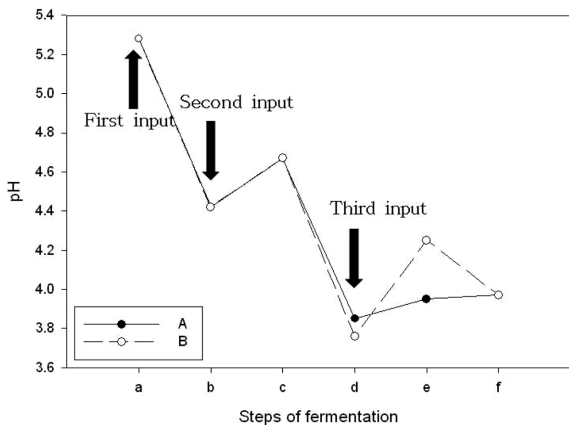 5.4
5.2
5.0
4.8
4.6
4.4
4.2
4.0
3.8
3.6
pH
First input
Second input
Third input
A
B
a b c d e f
Steps of fermentation